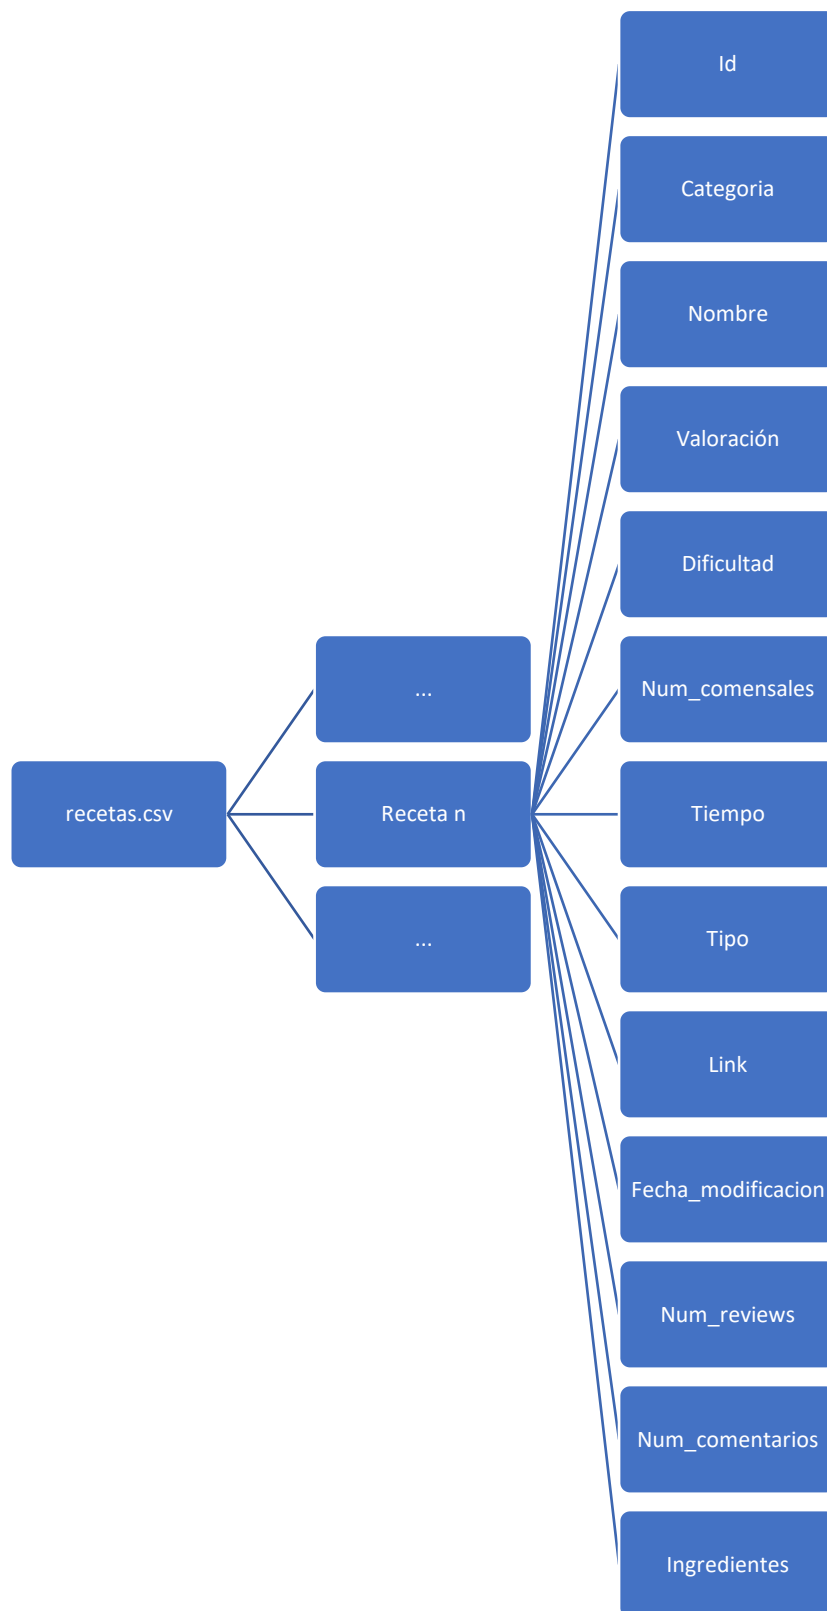 recetas.csv
...
Receta n
...
Id
Categoria
Nombre
Valoración
Dificultad
Num_comensales
Tiempo
Tipo
Link
Fecha_modificacion
Num_reviews
Num_comentarios
Ingredientes